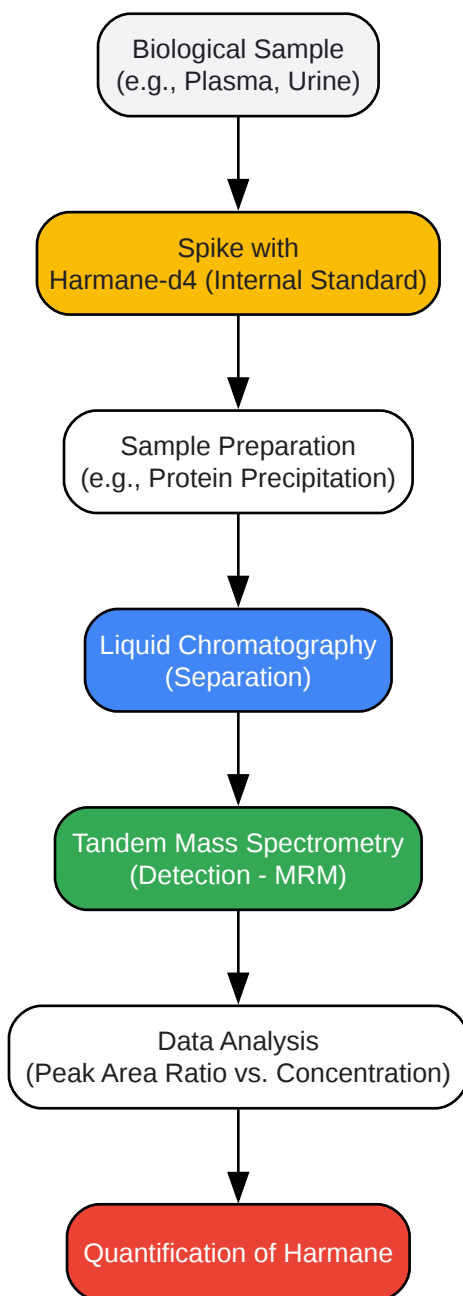 Biological Sample
(e.g., Plasma, Urine)
Spike with
Harmane-d4 (Internal Standard)
Sample Preparation
(e.g., Protein Precipitation)
Liquid Chromatography
(Separation)
Tandem Mass Spectrometry
(Detection - MRM)
Data Analysis
(Peak Area Ratio vs. Concentration)
Quantification of Harmane